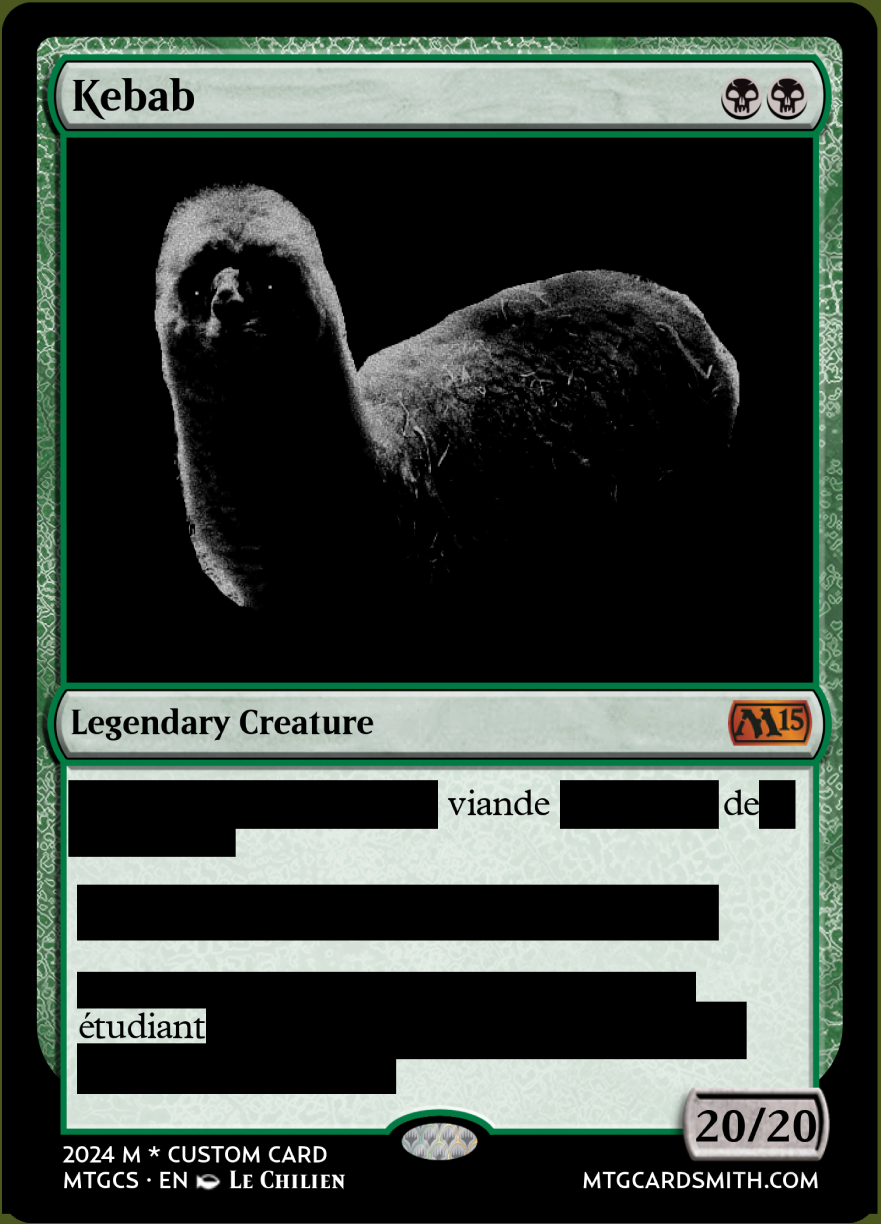 Kebab
Legendary Creature M15
viande de
étudiant
20/20
2024 M * CUSTOM CARD
MTGCS · EN Le Chilien MTGCARDSMITH.COM